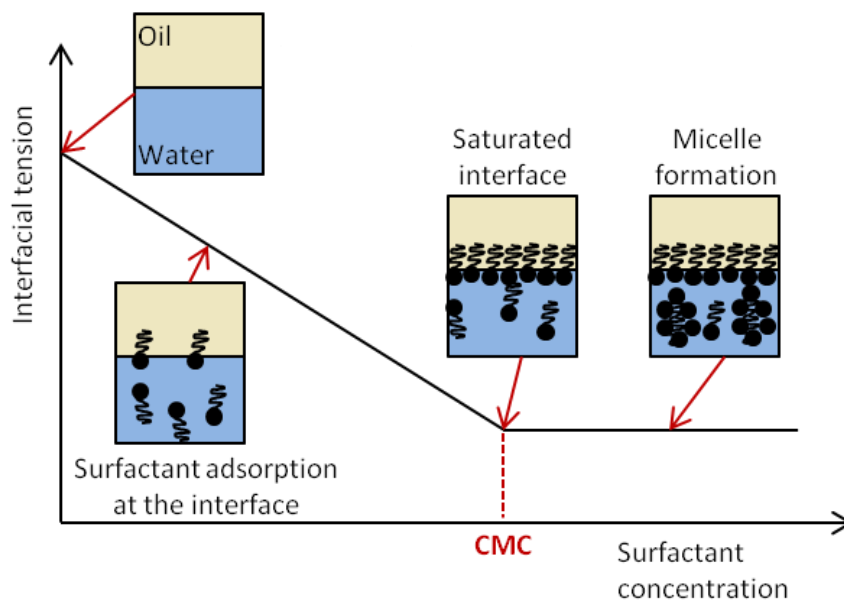 Oil
Water
Interfacial tension
Saturated
interface
Micelle
formation
Surfactant adsorption
at the interface
CMC
Surfactant
concentration